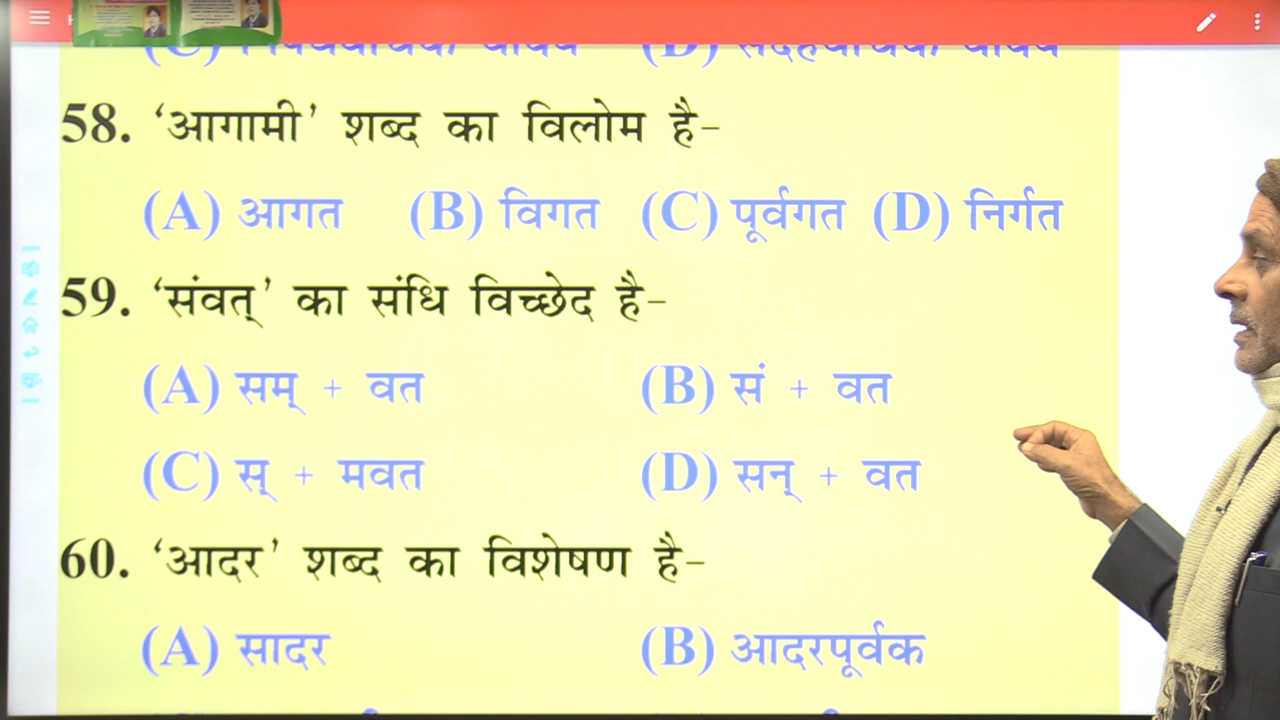 58. ‘आगामी’ शब्द का विलोम है-
(A) आगत (B) विगत (C) पूर्वगत (D) निर्गत
59. ‘संवत्’ का संधि विच्छेद है-
(A) सम् + वत (B) सं + वत
(C) स् + मवत (D) सन् + वत
60. ‘आदर’ शब्द का विशेषण है-
(A) सादर (B) आदरपूर्वक